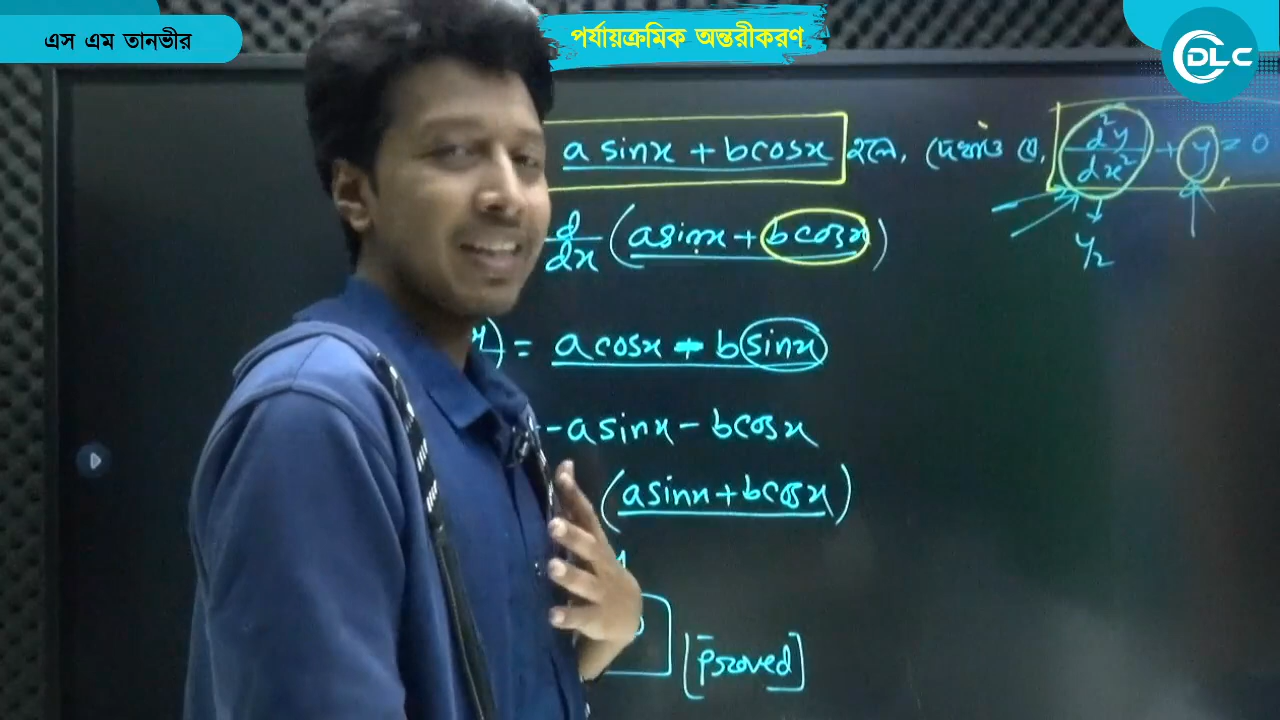 এস এম তানভীর
পর্যায়ক্রমিক অন্তরীকরণ
DLC
a sinx + bcosx হলে, দেখাও যে, d²y/dx² + y = 0
d/dx (asinx + bcosx)
y₂
x) = acosx - bsinx
-asinx - bcosx
(asinx + bcosx)
[Proved]